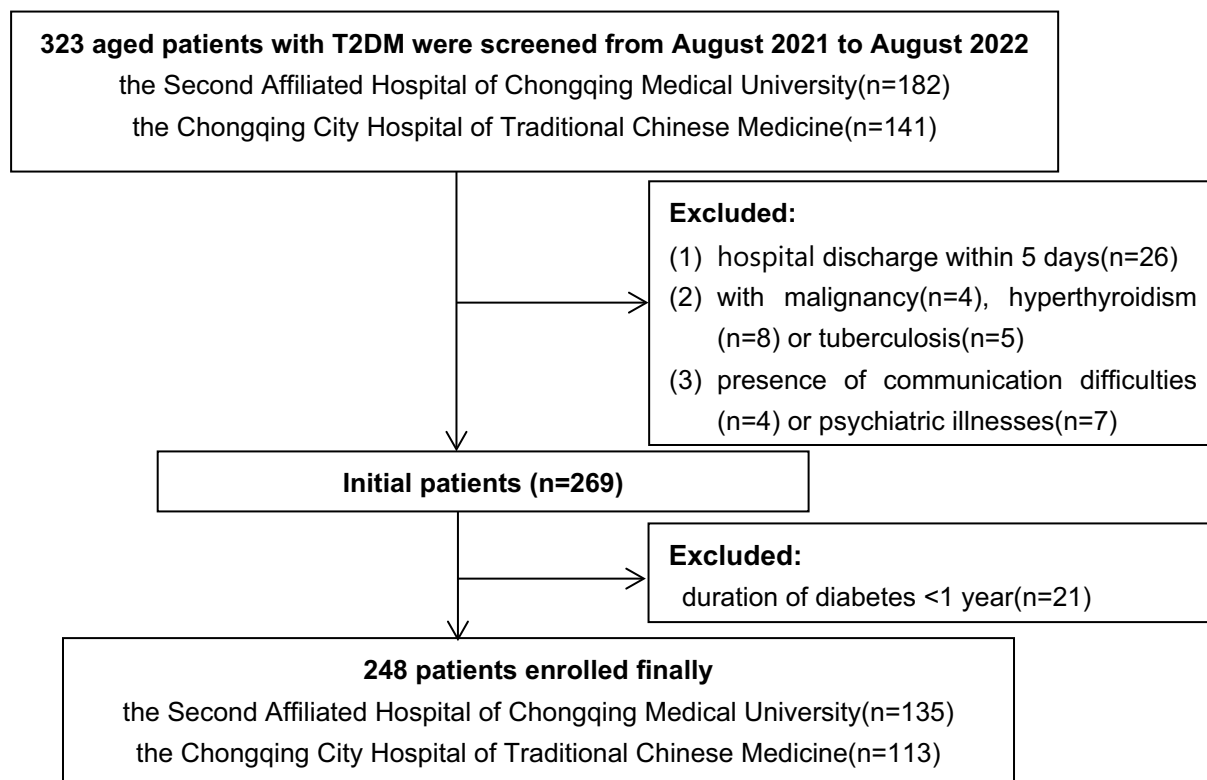 323 aged patients with T2DM were screened from August 2021 to August 2022
the Second Affiliated Hospital of Chongqing Medical University(n=182)
the Chongqing City Hospital of Traditional Chinese Medicine(n=141)
Excluded:
(1) hospital discharge within 5 days(n=26)
(2) with malignancy(n=4), hyperthyroidism
(n=8) or tuberculosis(n=5)
(3) presence of communication difficulties
(n=4) or psychiatric illnesses(n=7)
Initial patients (n=269)
Excluded:
duration of diabetes <1 year(n=21)
248 patients enrolled finally
the Second Affiliated Hospital of Chongqing Medical University(n=135)
the Chongqing City Hospital of Traditional Chinese Medicine(n=113)